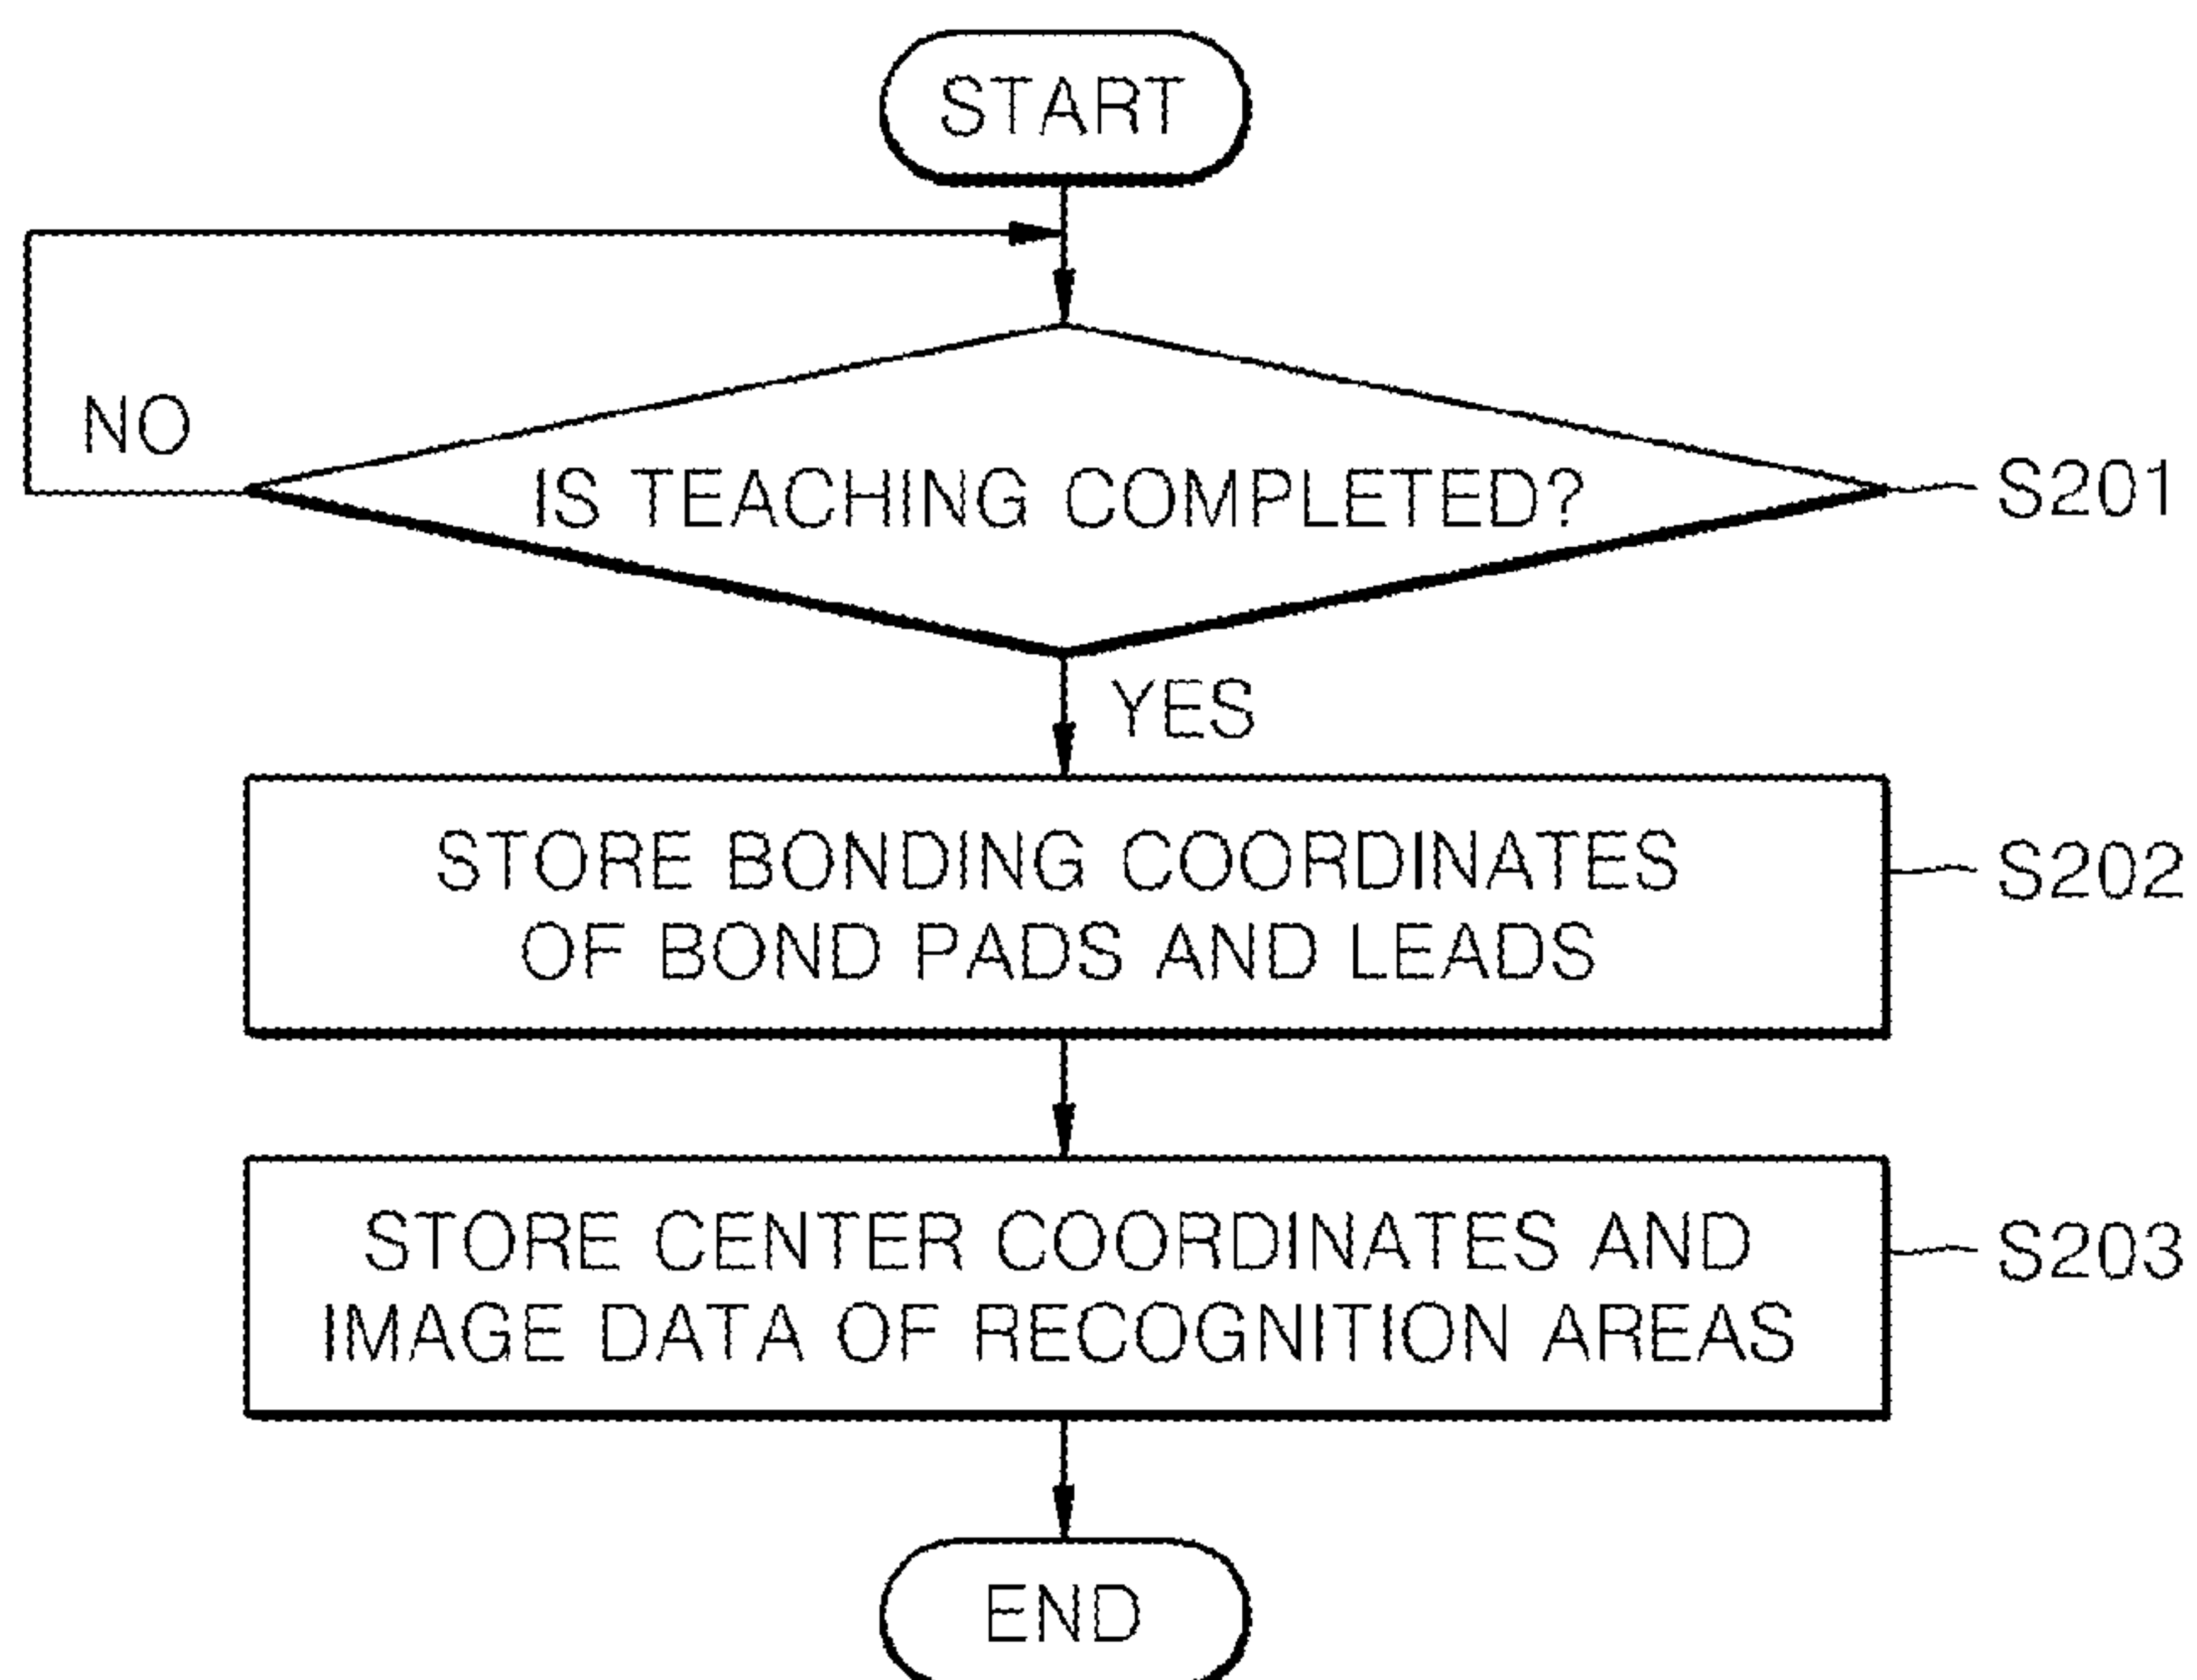 START
NO
IS TEACHING COMPLETED?
S201
YES
STORE BONDING COORDINATES
OF BOND PADS AND LEADS
S202
STORE CENTER COORDINATES AND
IMAGE DATA OF RECOGNITION AREAS
S203
END